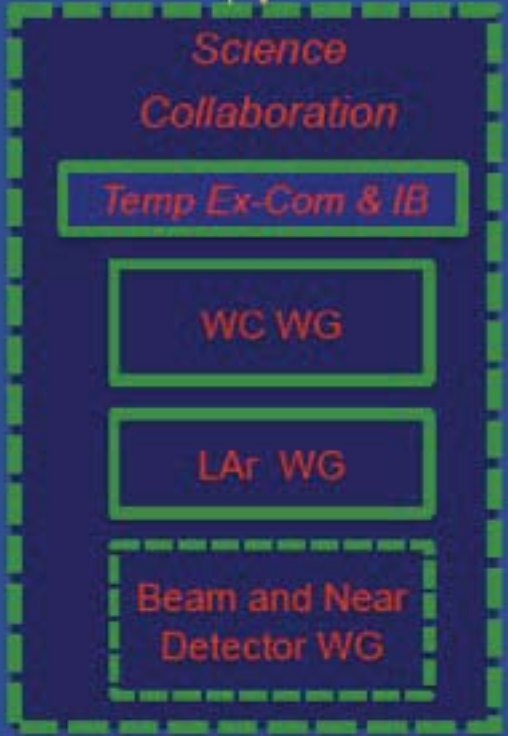 Science
Collaboration
Temp Ex-Com & IB
WC WG
LAr WG
Beam and Near
Detector WG